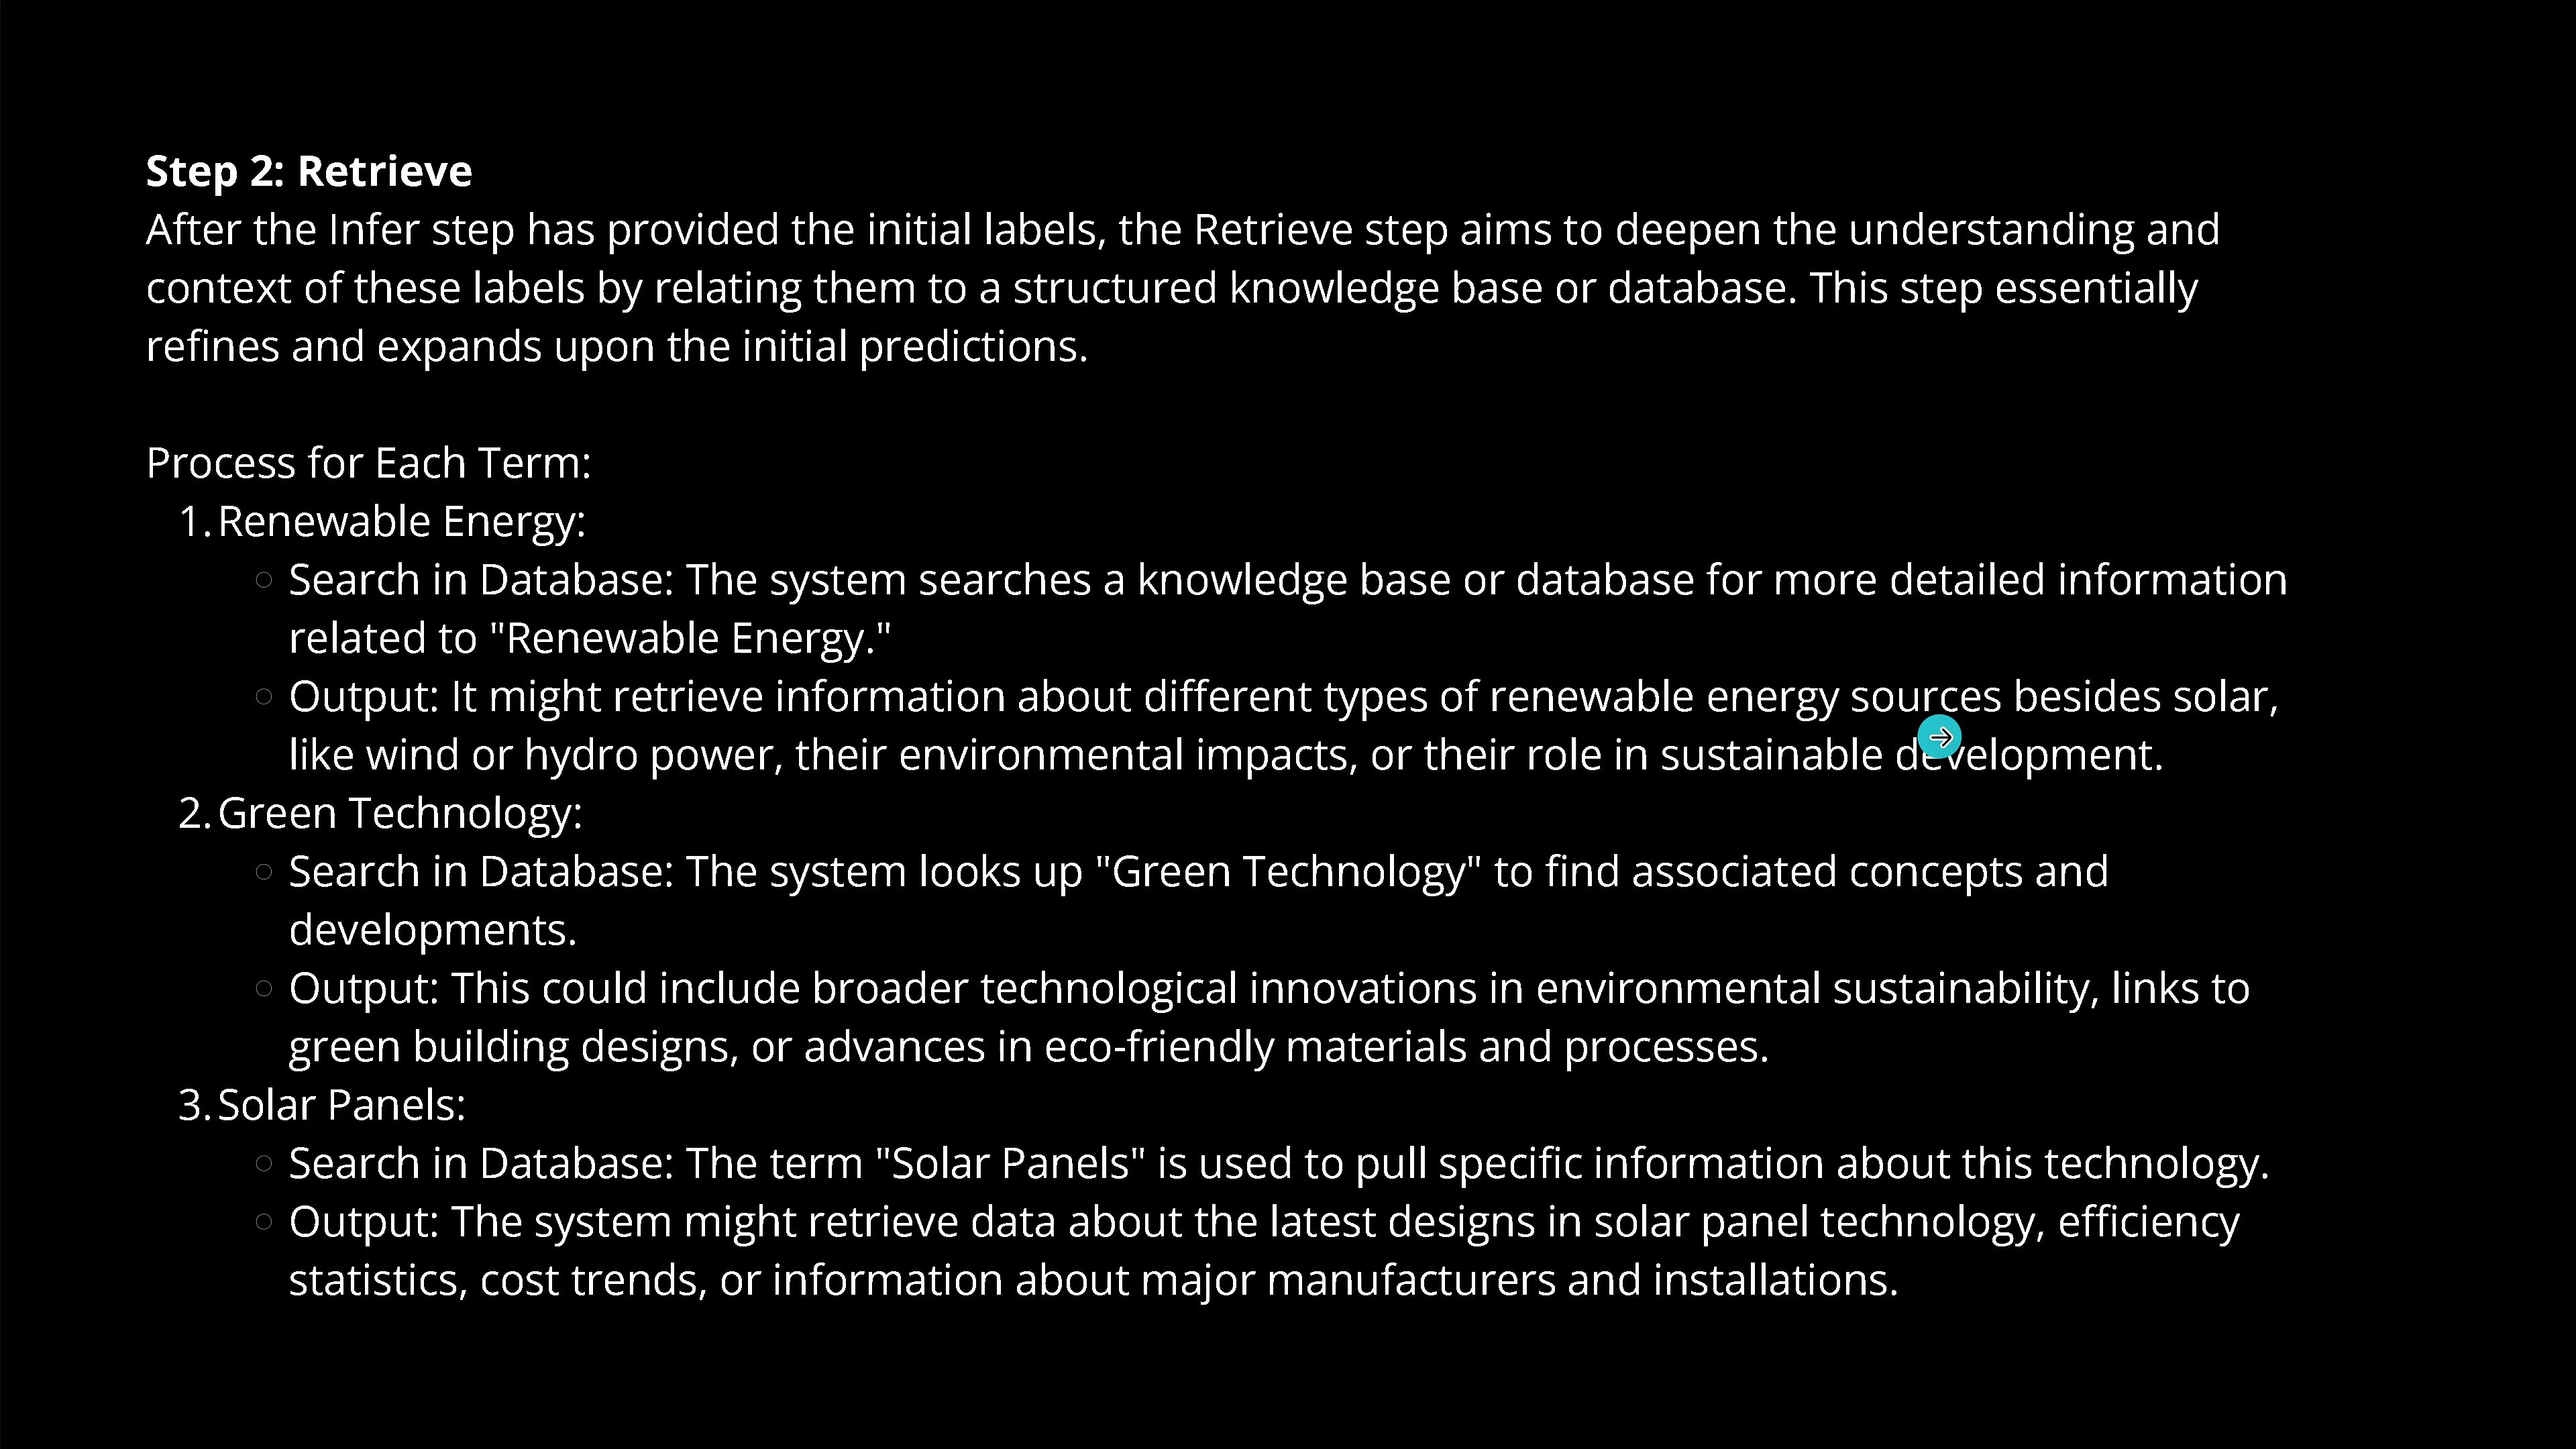 Step 2: Retrieve
After the Infer step has provided the initial labels, the Retrieve step aims to deepen the understanding and
context of these labels by relating them to a structured knowledge base or database. This step essentially
refines and expands upon the initial predictions.
Process for Each Term:
1. Renewable Energy:
○ Search in Database: The system searches a knowledge base or database for more detailed information
related to "Renewable Energy."
○ Output: It might retrieve information about different types of renewable energy sources besides solar,
like wind or hydro power, their environmental impacts, or their role in sustainable development.
2. Green Technology:
○ Search in Database: The system looks up "Green Technology" to find associated concepts and
developments.
○ Output: This could include broader technological innovations in environmental sustainability, links to
green building designs, or advances in eco-friendly materials and processes.
3. Solar Panels:
○ Search in Database: The term "Solar Panels" is used to pull specific information about this technology.
○ Output: The system might retrieve data about the latest designs in solar panel technology, efficiency
statistics, cost trends, or information about major manufacturers and installations.